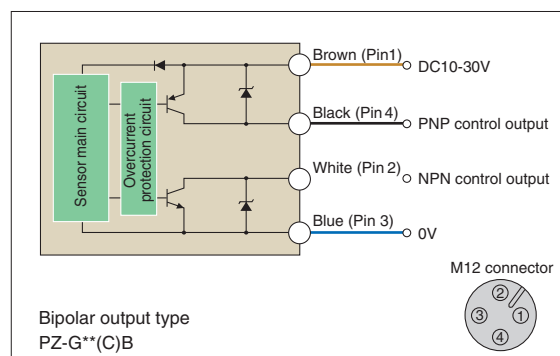 Brown (Pin1)
DC10-30V
Sensor main circuit
Overcurrent
protection circuit
Black (Pin 4)
PNP control output
White (Pin 2)
NPN control output
Blue (Pin 3)
0V
M12 connector
2
3
1
4
Bipolar output type
PZ-G**(C)B